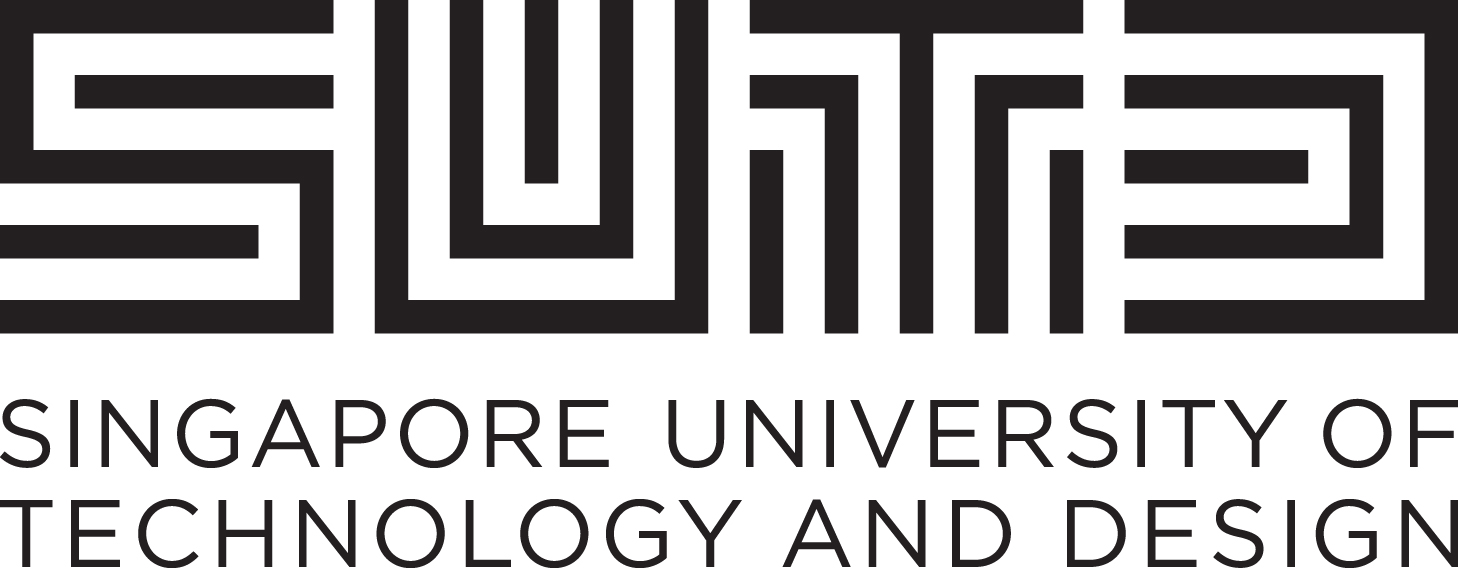 SUTD
SINGAPORE UNIVERSITY OF
TECHNOLOGY AND DESIGN